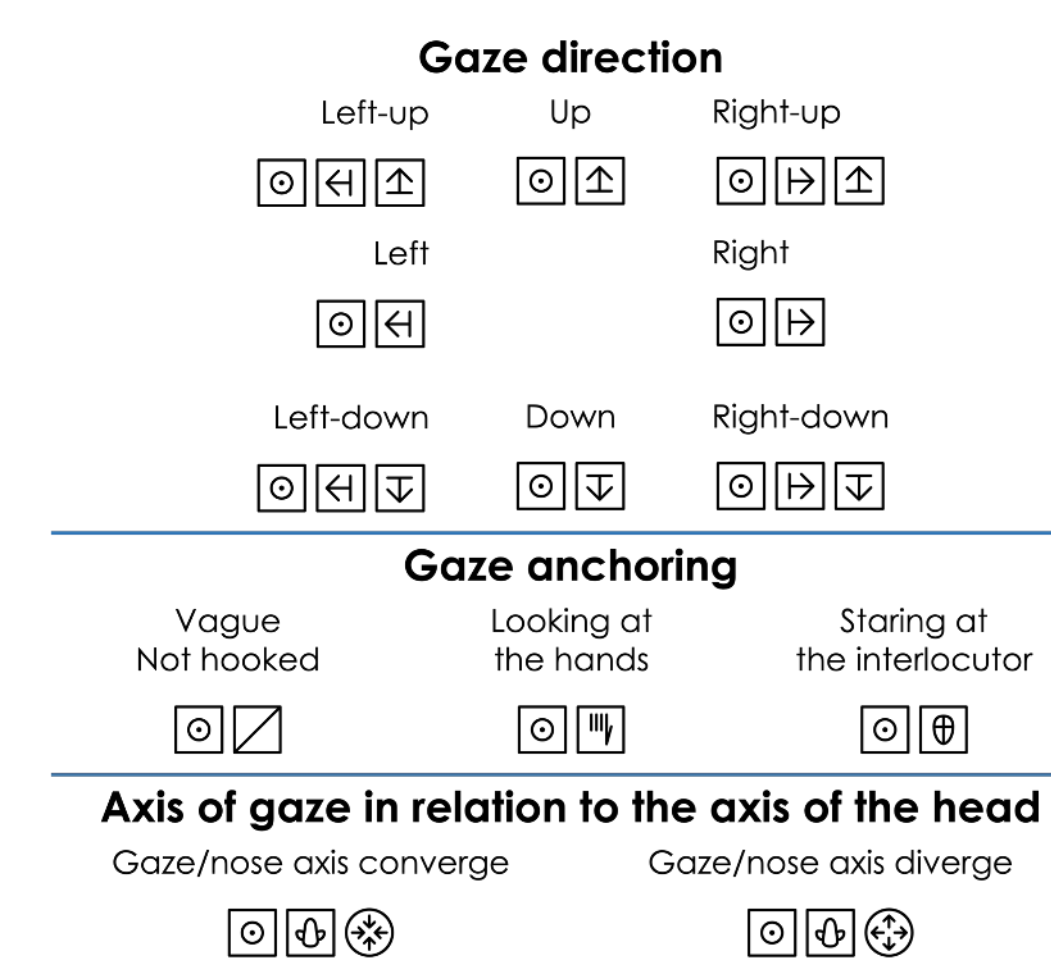 Gaze direction
Left-up Up Right-up
Left Right
Left-down Down Right-down
Gaze anchoring
Vague
Not hooked
Looking at
the hands
Staring at
the interlocutor
Axis of gaze in relation to the axis of the head
Gaze/nose axis converge Gaze/nose axis diverge